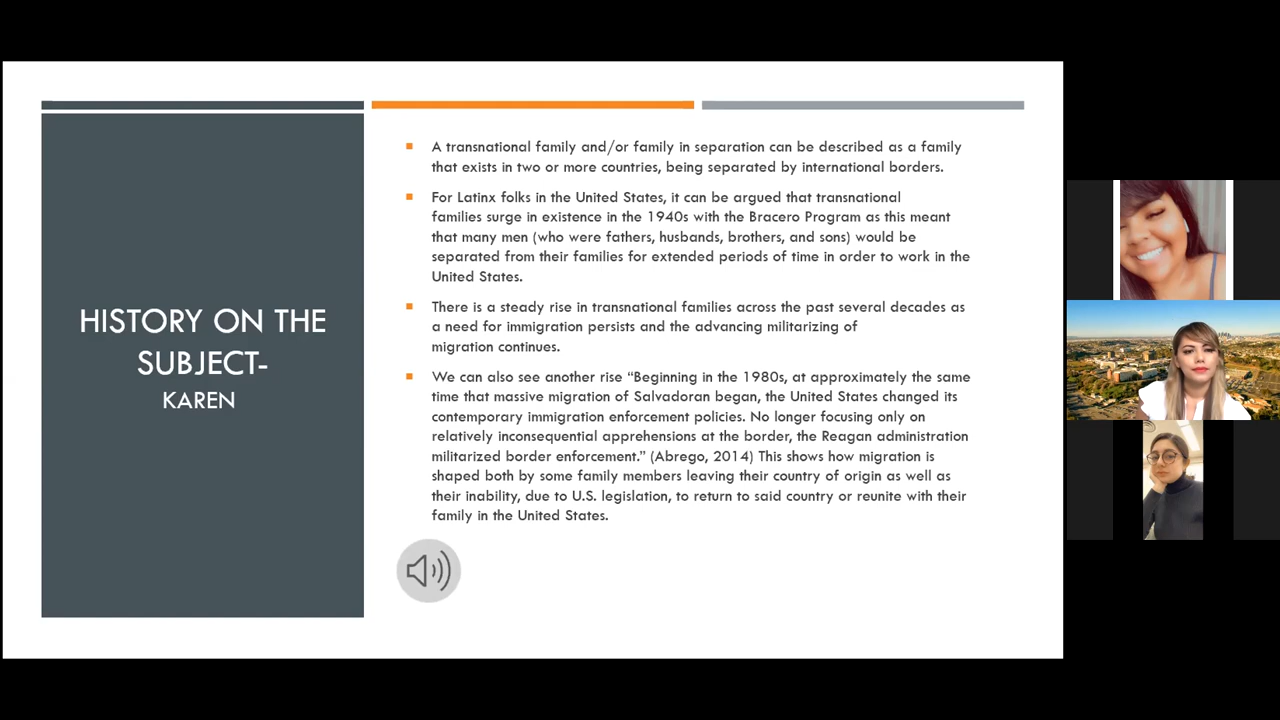 HISTORY ON THE
SUBJECT-
KAREN
A transnational family and/or family in separation can be described as a family
that exists in two or more countries, being separated by international borders.
For Latinx folks in the United States, it can be argued that transnational
families surge in existence in the 1940s with the Bracero Program as this meant
that many men (who were fathers, husbands, brothers, and sons) would be
separated from their families for extended periods of time in order to work in the
United States.
There is a steady rise in transnational families across the past several decades as
a need for immigration persists and the advancing militarizing of
migration continues.
We can also see another rise “Beginning in the 1980s, at approximately the same
time that massive migration of Salvadoran began, the United States changed its
contemporary immigration enforcement policies. No longer focusing only on
relatively inconsequential apprehensions at the border, the Reagan administration
militarized border enforcement.” (Abrego, 2014) This shows how migration is
shaped both by some family members leaving their country of origin as well as
their inability, due to U.S. legislation, to return to said country or reunite with their
family in the United States.